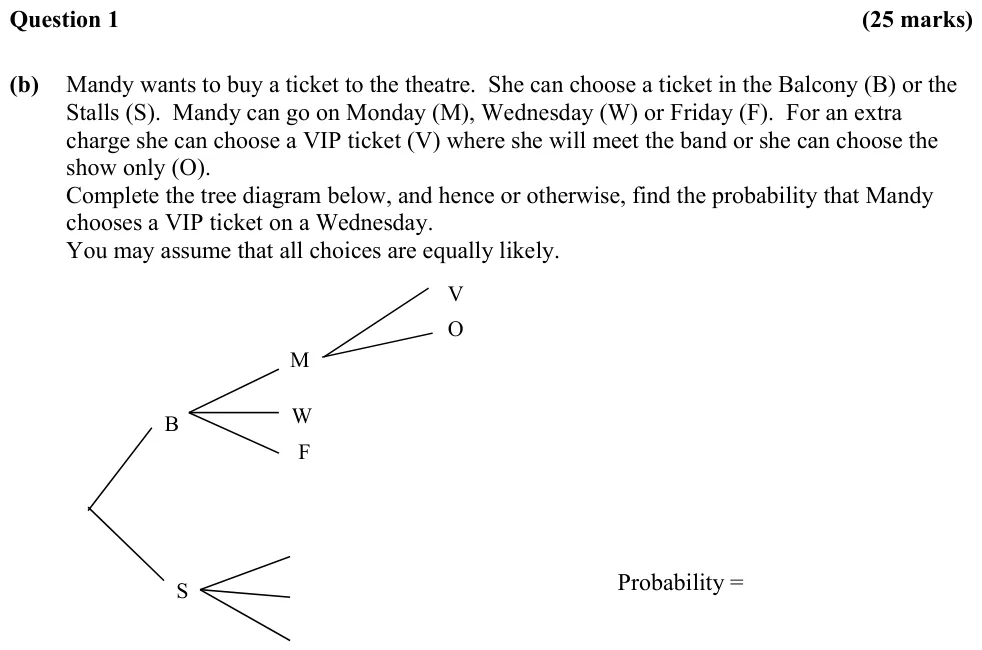 Question 1 (25 marks)
(b) Mandy wants to buy a ticket to the theatre. She can choose a ticket in the Balcony (B) or the
Stalls (S). Mandy can go on Monday (M), Wednesday (W) or Friday (F). For an extra
charge she can choose a VIP ticket (V) where she will meet the band or she can choose the
show only (O).
Complete the tree diagram below, and hence or otherwise, find the probability that Mandy
chooses a VIP ticket on a Wednesday.
You may assume that all choices are equally likely.
V
O
M
W
B
F
S
Probability =